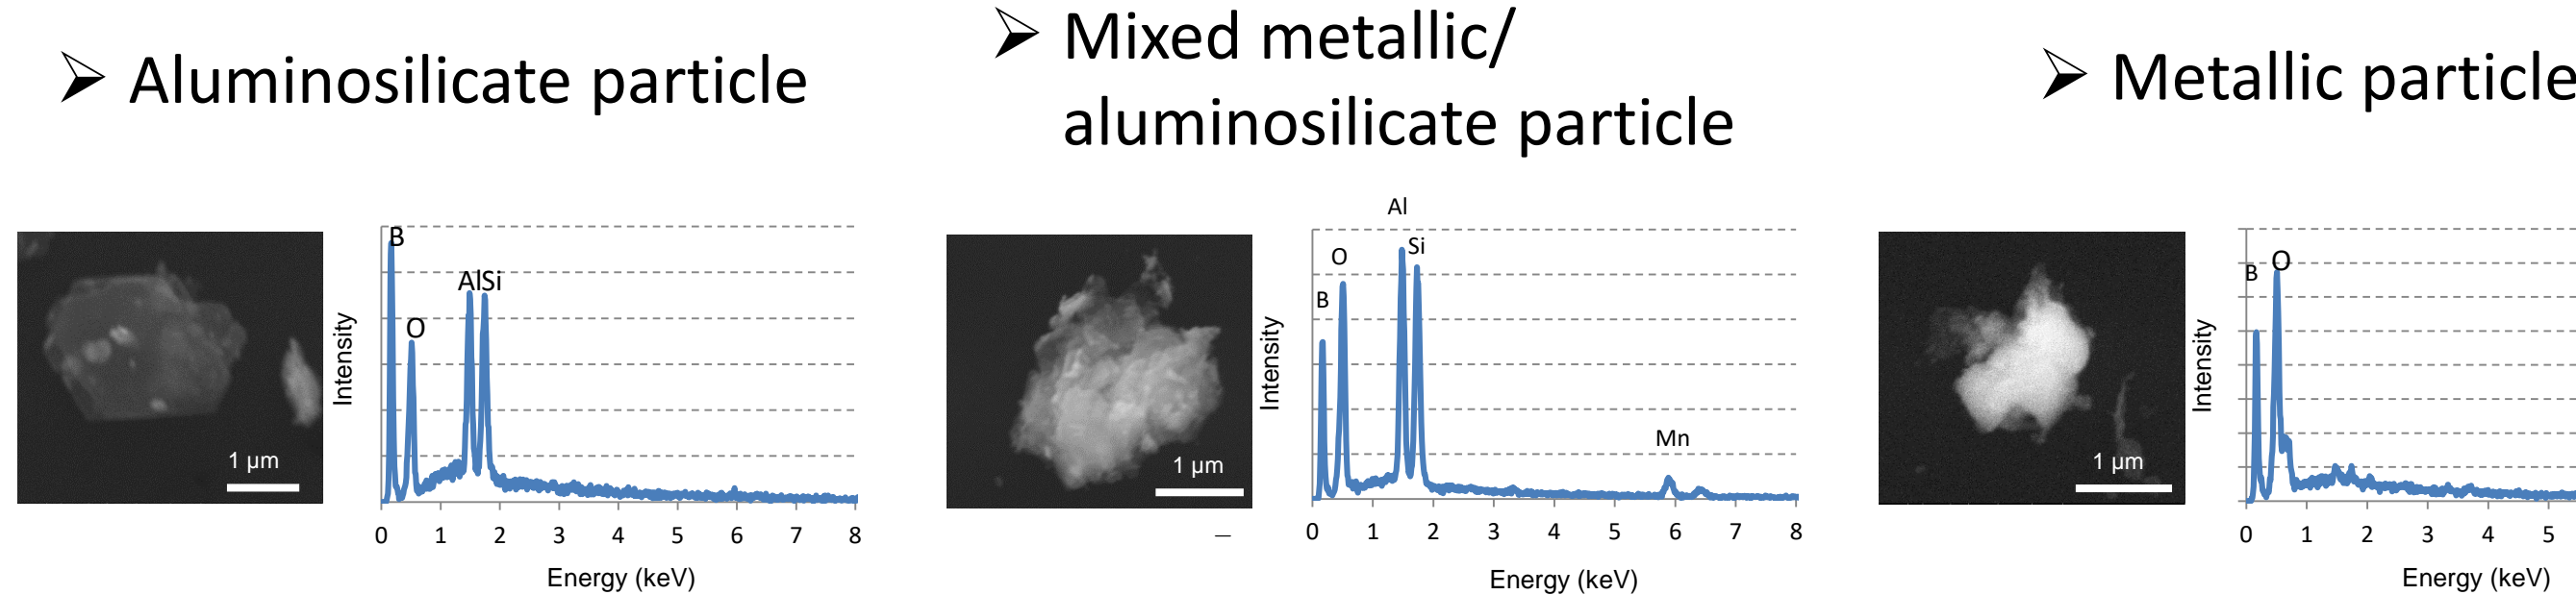 ➢ Aluminosilicate particle
➢ Mixed metallic/
aluminosilicate particle
➢ Metallic particle
B
O
AlSi
Intensity
1 µm
0 1 2 3 4 5 6 7 8
Energy (keV)
Al
Si
O
B
Mn
Intensity
1 µm
0 1 2 3 4 5 6 7 8
Energy (keV)
B
O
Intensity
1 µm
0 1 2 3 4 5
Energy (keV)